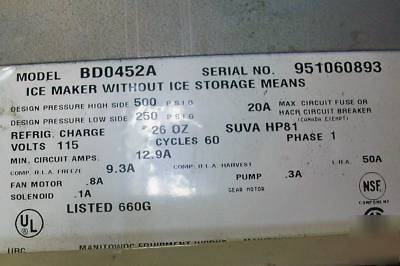 MODEL BD0452A SERIAL NO. 951060893
ICE MAKER WITHOUT ICE STORAGE MEANS
DESIGN PRESSURE HIGH SIDE 500 PSIG 20A MAX. CIRCUIT FUSE OR
DESIGN PRESSURE LOW SIDE 250 PSIG HACR CIRCUIT BREAKER
(CANADA EXEMPT)
REFRIG. CHARGE 26 OZ SUVA HP81
VOLTS 115 CYCLES 60 PHASE 1
MIN. CIRCUIT AMPS. 12.9A
COMP. R.L.A. FREEZE 9.3A COMP. R.L.A. HARVEST L.R.A. 50A
FAN MOTOR .8A PUMP .3A
SOLENOID .1A GEAR MOTOR
UL LISTED 660G
NSF
COMPONENT
MANITOWOC EQUIPMENT WORKS